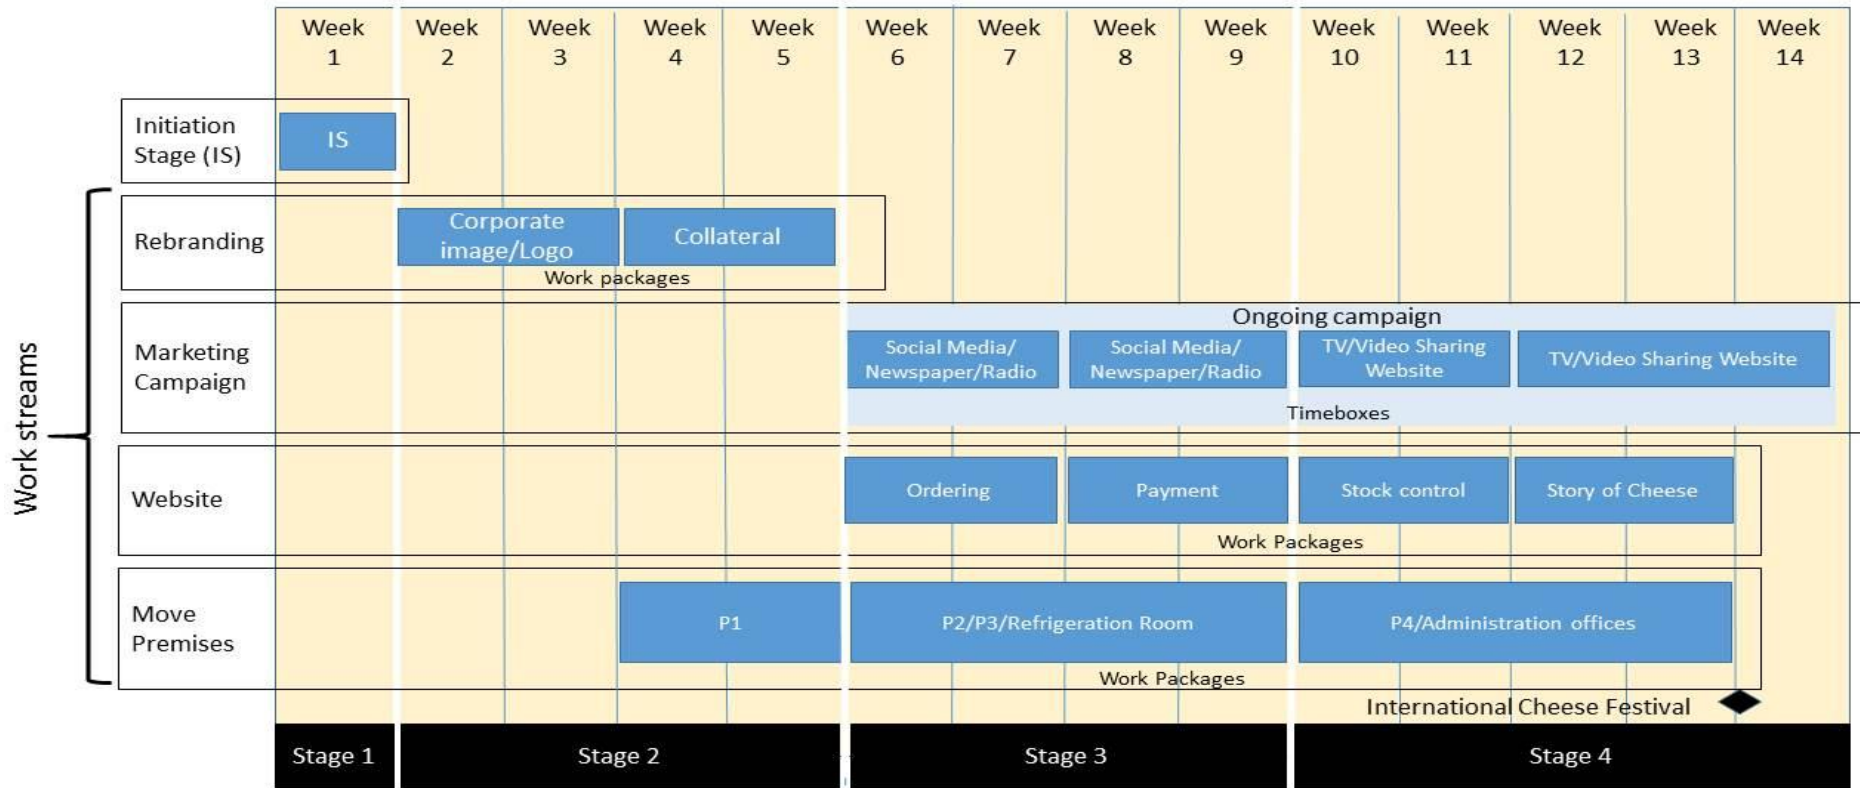 Week 1
Week 2
Week 3
Week 4
Week 5
Week 6
Week 7
Week 8
Week 9
Week 10
Week 11
Week 12
Week 13
Week 14
Work streams
Initiation
Stage (IS)
IS
Rebranding
Corporate
image/Logo
Collateral
Work packages
Marketing
Campaign
Ongoing campaign
Social Media/
Newspaper/Radio
Social Media/
Newspaper/Radio
TV/Video Sharing
Website
TV/Video Sharing Website
Timeboxes
Website
Ordering
Payment
Stock control
Story of Cheese
Work Packages
Move
Premises
P1
P2/P3/Refrigeration Room
P4/Administration offices
Work Packages
International Cheese Festival
Stage 1
Stage 2
Stage 3
Stage 4